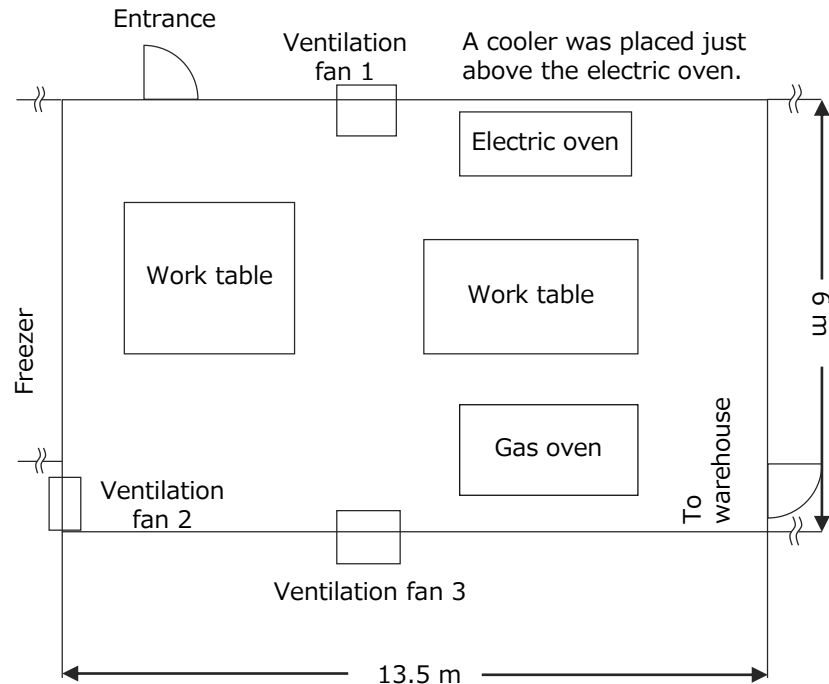 Entrance
Ventilation
fan 1
A cooler was placed just
above the electric oven.
Electric oven
Work table
Work table
6 m
Freezer
Gas oven
To
warehouse
Ventilation
fan 2
Ventilation fan 3
13.5 m